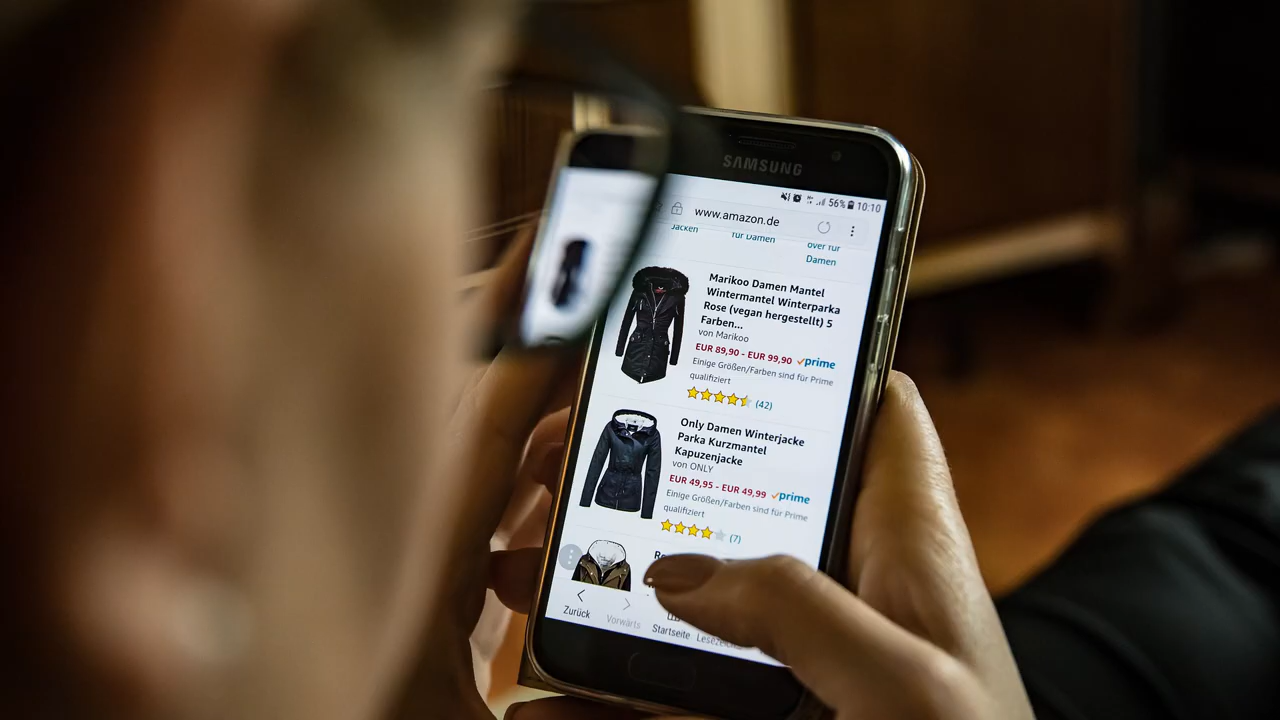 SAMSUNG
56% 10:10
www.amazon.de
Jacken
für Damen
over für
Damen
Marikoo Damen Mantel
Wintermantel Winterparka
Rose (vegan hergestellt) 5
Farben...
von Marikoo
EUR 89,90 - EUR 99,90 prime
Einige Größen/Farben sind für Prime
qualifiziert
(42)
Only Damen Winterjacke
Parka Kurzmantel
Kapuzenjacke
von ONLY
EUR 49,95 - EUR 49,99 prime
Einige Größen/Farben sind für Prime
qualifiziert
(7)
Zurück Vorwärts Startseite